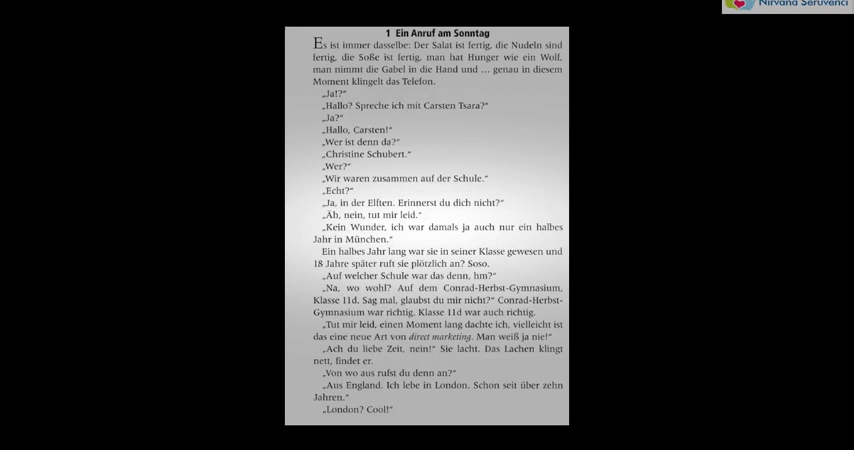 Nirvana Serüvenci
1 Ein Anruf am Sonntag
Es ist immer dasselbe: Der Salat ist fertig, die Nudeln sind
fertig, die Soße ist fertig, man hat Hunger wie ein Wolf,
man nimmt die Gabel in die Hand und ... genau in diesem
Moment klingelt das Telefon.
„Ja!?“
„Hallo? Spreche ich mit Carsten Tsara?“
„Ja?“
„Hallo, Carsten!“
„Wer ist denn da?“
„Christine Schubert.“
„Wer?“
„Wir waren zusammen auf der Schule.“
„Echt?“
„Ja, in der Elften. Erinnerst du dich nicht?“
„Äh, nein, tut mir leid.“
„Kein Wunder, ich war damals ja auch nur ein halbes
Jahr in München.“
Ein halbes Jahr lang war sie in seiner Klasse gewesen und
18 Jahre später ruft sie plötzlich an? Soso.
„Auf welcher Schule war das denn, hm?“
„Na, wo wohl? Auf dem Conrad-Herbst-Gymnasium,
Klasse 11d. Sag mal, glaubst du mir nicht?“ Conrad-Herbst-
Gymnasium war richtig. Klasse 11d war auch richtig.
„Tut mir leid, einen Moment lang dachte ich, vielleicht ist
das eine neue Art von direct marketing. Man weiß ja nie!“
„Ach du liebe Zeit, nein!“ Sie lacht. Das Lachen klingt
nett, findet er.
„Von wo aus rufst du denn an?“
„Aus England. Ich lebe in London. Schon seit über zehn
Jahren.“
„London? Cool!“